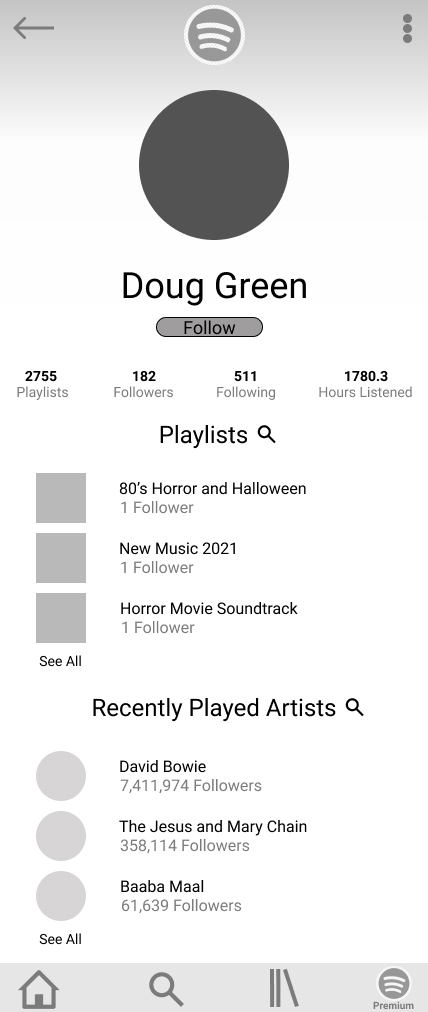 Doug Green
Follow
2755 182 511 1780.3
Playlists Followers Following Hours Listened
Playlists
80’s Horror and Halloween
1 Follower
New Music 2021
1 Follower
Horror Movie Soundtrack
1 Follower
See All
Recently Played Artists
David Bowie
7,411,974 Followers
The Jesus and Mary Chain
358,114 Followers
Baaba Maal
61,639 Followers
See All
Premium